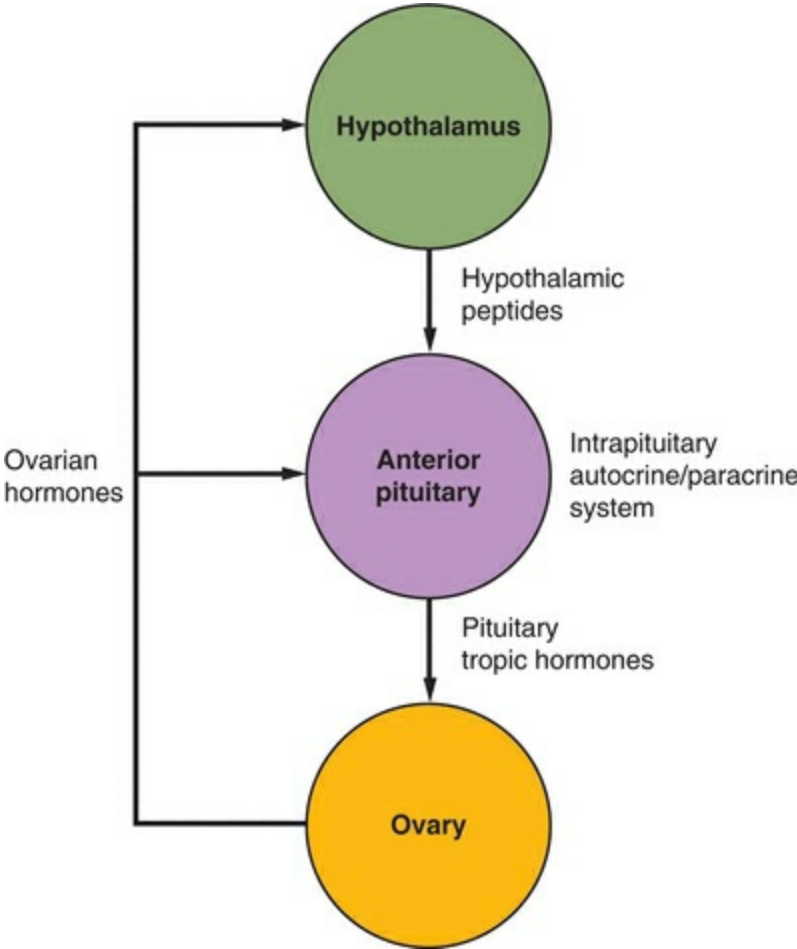 Hypothalamus
Hypothalamic
peptides
Ovarian
hormones
Anterior
pituitary
Intrapituitary
autocrine/paracrine
system
Pituitary
tropic hormones
Ovary